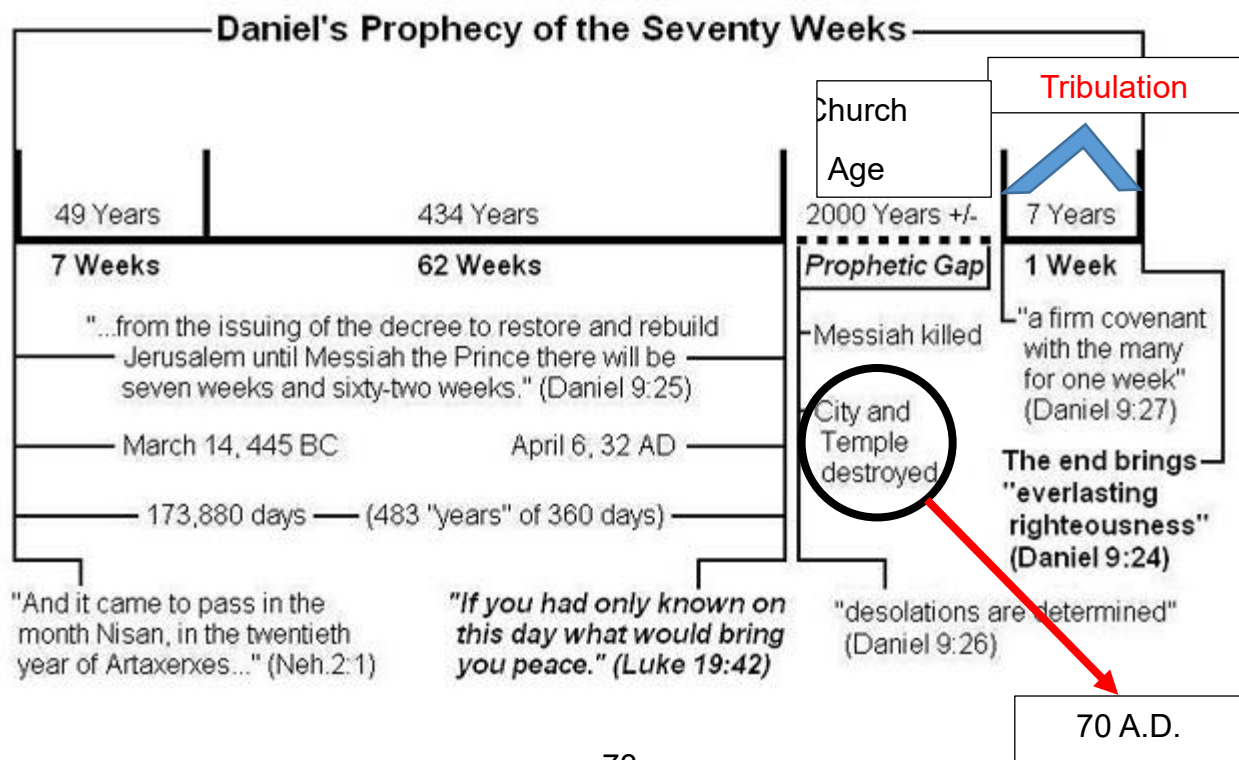 Daniel's Prophecy of the Seventy Weeks
Tribulation
Church
Age
49 Years
434 Years
2000 Years +/-
7 Years
7 Weeks
62 Weeks
Prophetic Gap
1 Week
"...from the issuing of the decree to restore and rebuild
Jerusalem until Messiah the Prince there will be
seven weeks and sixty-two weeks." (Daniel 9:25)
March 14, 445 BC
April 6, 32 AD
173,880 days
(483 "years" of 360 days)
"And it came to pass in the
month Nisan, in the twentieth
year of Artaxerxes..." (Neh.2:1)
"If you had only known on
this day what would bring
you peace." (Luke 19:42)
Messiah killed
City and
Temple
destroyed
"desolations are determined"
(Daniel 9:26)
"a firm covenant
with the many
for one week"
(Daniel 9:27)
The end brings
"everlasting
righteousness"
(Daniel 9:24)
70 A.D.